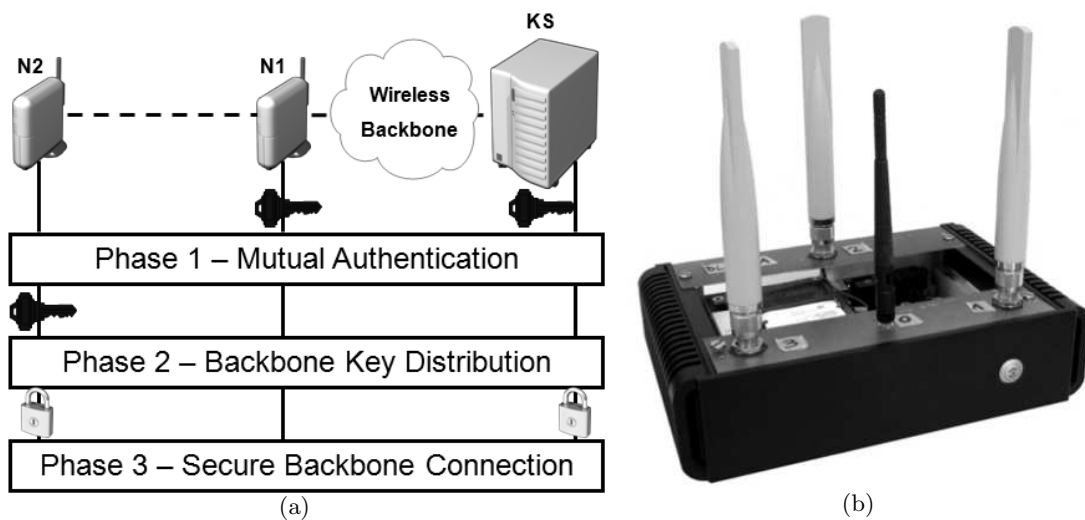 KS
N2
N1
Wireless
Backbone
Phase 1 – Mutual Authentication
Phase 2 – Backbone Key Distribution
Phase 3 – Secure Backbone Connection
(a)
2
3
0
4
(b)